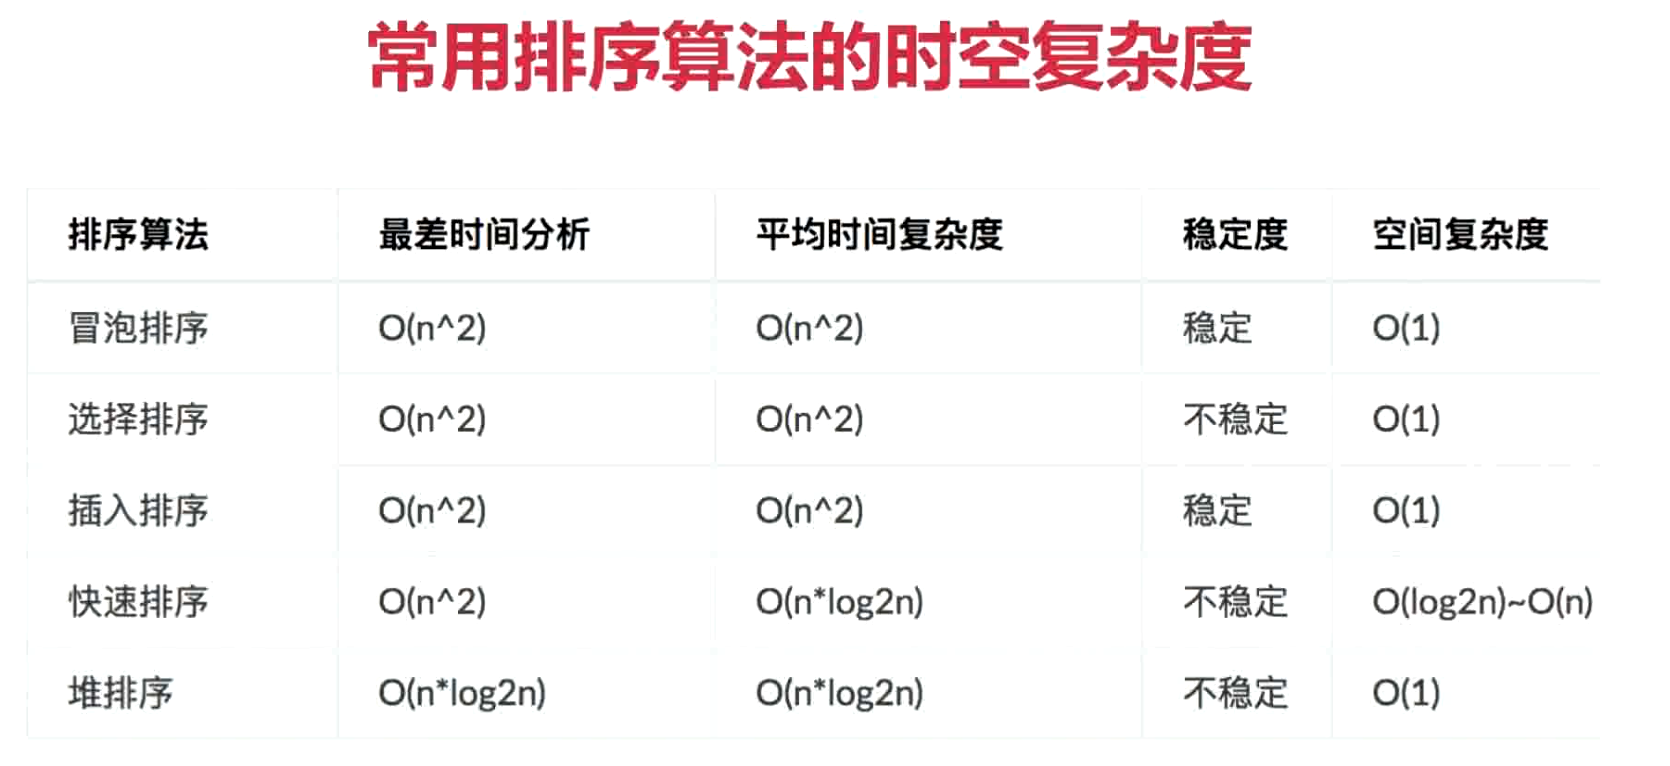 常用排序算法的时空复杂度
排序算法 最差时间分析 平均时间复杂度 稳定度 空间复杂度
冒泡排序 O(n^2) O(n^2) 稳定 O(1)
选择排序 O(n^2) O(n^2) 不稳定 O(1)
插入排序 O(n^2) O(n^2) 稳定 O(1)
快速排序 O(n^2) O(n*log2n) 不稳定 O(log2n)~O(n)
堆排序 O(n*log2n) O(n*log2n) 不稳定 O(1)